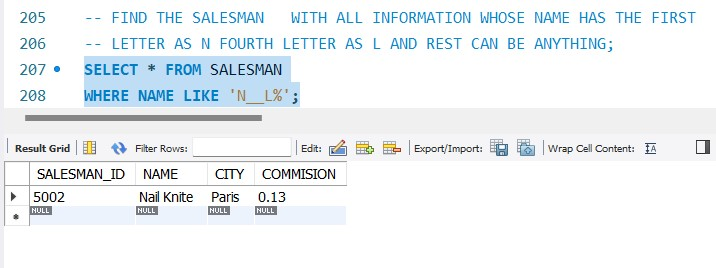 205 -- FIND THE SALESMAN   WITH ALL INFORMATION WHOSE NAME HAS THE FIRST
206 -- LETTER AS N FOURTH LETTER AS L AND REST CAN BE ANYTHING;
207 SELECT * FROM SALESMAN
208 WHERE NAME LIKE 'N__L%';
Result Grid Filter Rows: Edit: Export/Import: Wrap Cell Content: IA
SALESMAN_ID NAME CITY COMMISION
5002 Nail Knite Paris 0.13
NULL NULL NULL NULL